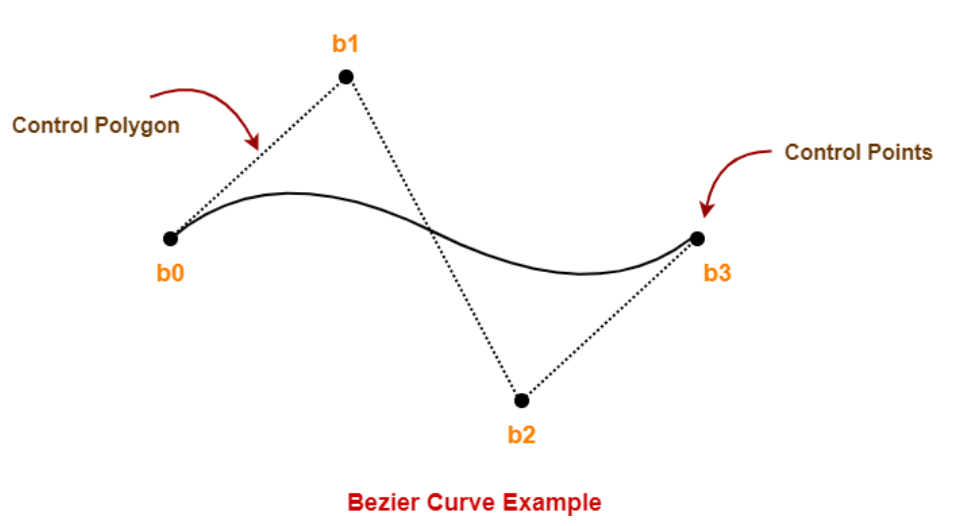 b1
Control Polygon
Control Points
b0
b3
b2
Bezier Curve Example